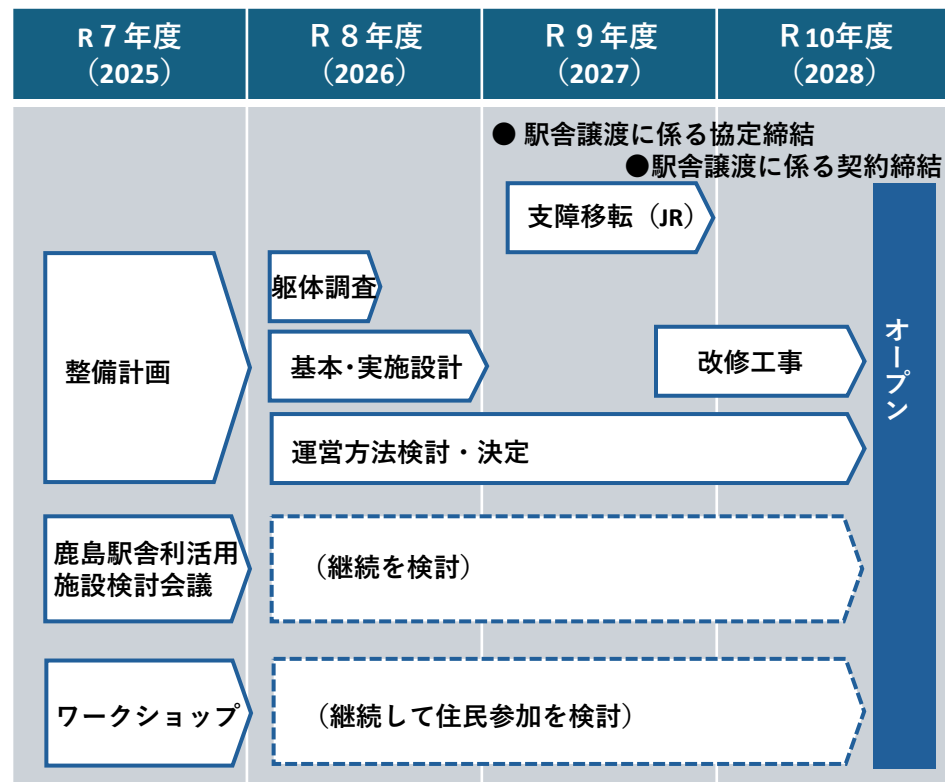 R７年度
（2025）
R８年度
（2026）
R９年度
（2027）
R10年度
（2028）
● 駅舎譲渡に係る協定締結
●駅舎譲渡に係る契約締結
支障移転（JR）
躯体調査
整備計画
基本･実施設計
改修工事
オープン
運営方法検討・決定
鹿島駅舎利活用
施設検討会議
（継続を検討）
ワークショップ
（継続して住民参加を検討）